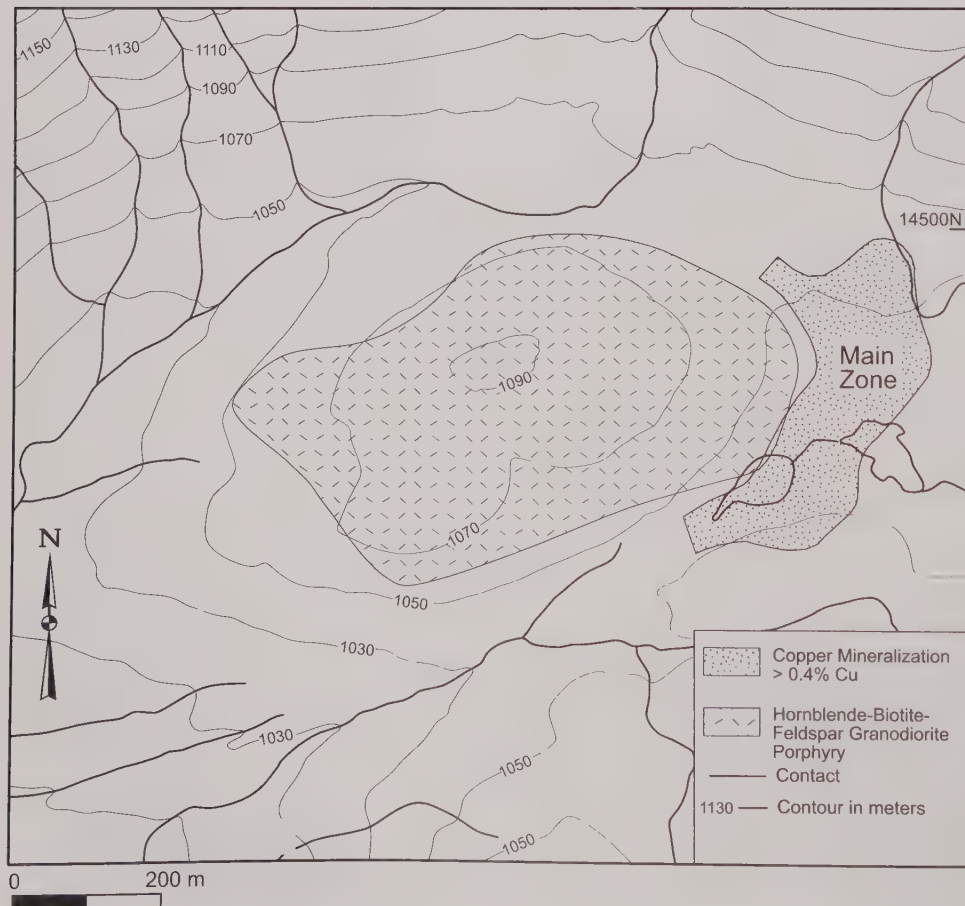 1150
1130
1110
1090
1070
1050
14500N
Main
Zone
1090
1070
1050
1030
1030
1050
1050
N
Copper Mineralization
> 0.4% Cu
Hornblende-Biotite-
Feldspar Granodiorite
Porphyry
Contact
1130
Contour in meters
0
200 m